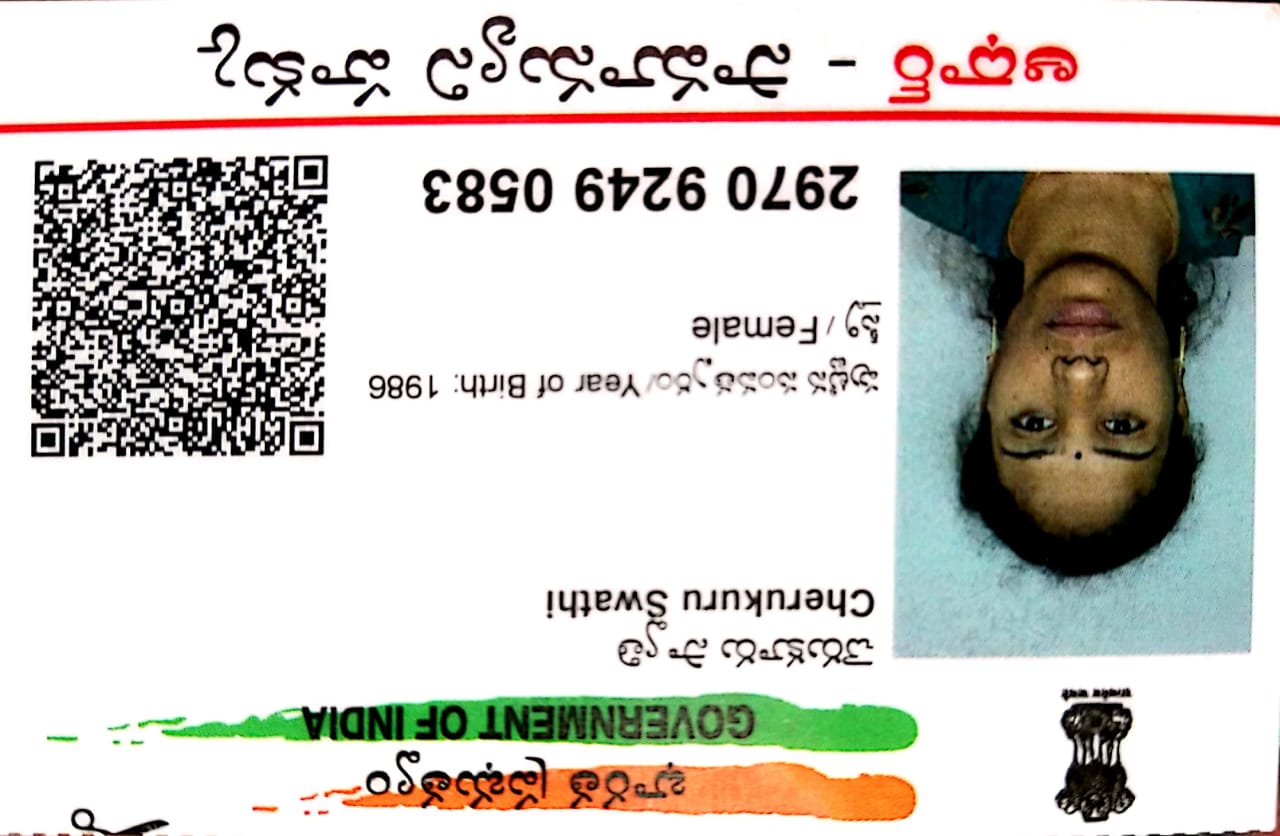 భారత ప్రభుత్వం
GOVERNMENT OF INDIA
చెరుకూరు స్వాతి
Cherukuru Swathi
పుట్టిన సంవత్సరం/Year of Birth: 1986
స్త్రీ / Female
2970 9249 0583
ఆధార్ - సామాన్యుని హక్కు